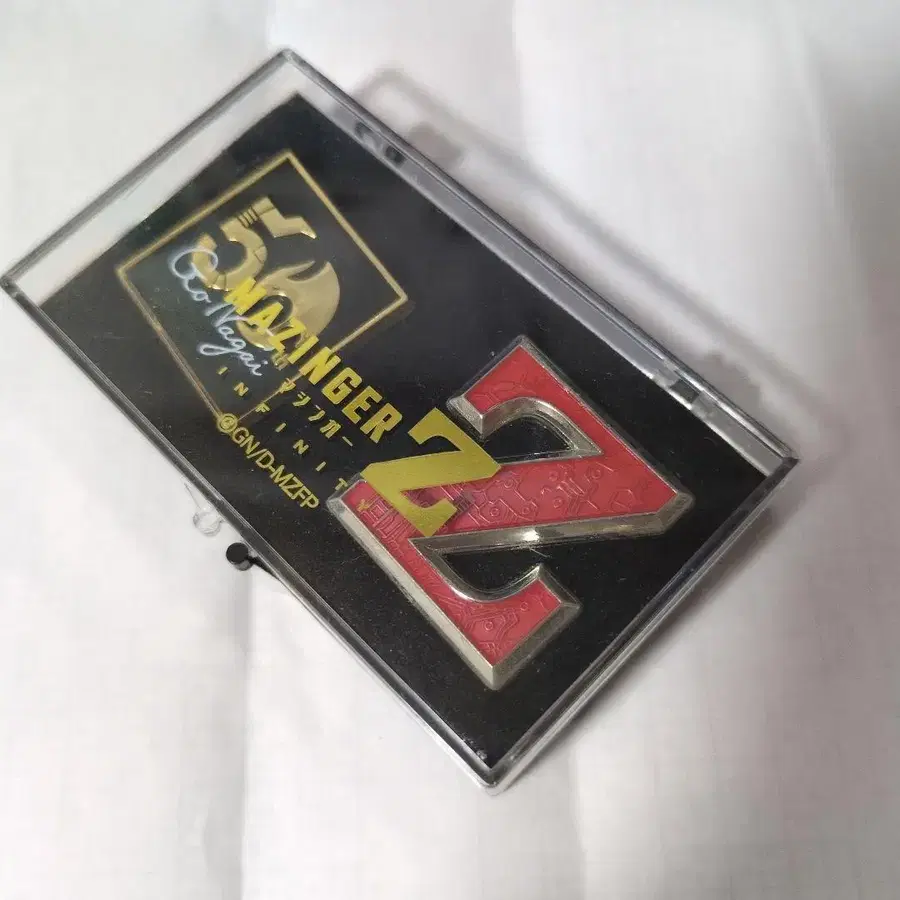 50
Go Nagai
MAZINGER
Z
マジンガー
INFINITY
©GN/D-MZFP
Z